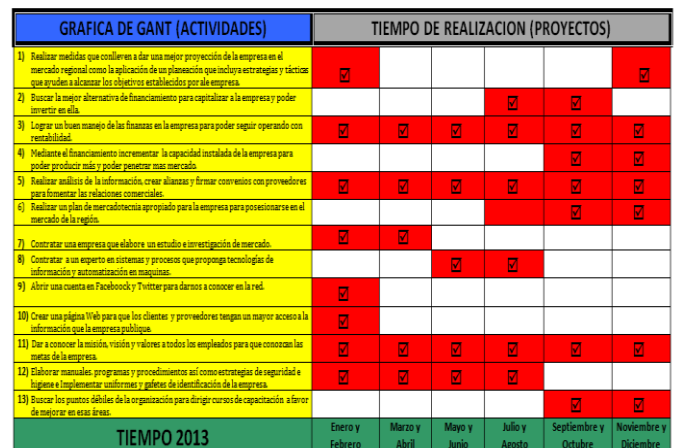 GRAFICA DE GANT (ACTIVIDADES)
TIEMPO DE REALIZACION (PROYECTOS)
1) Realizar medidas que conlleven a dar una mejor proyección de la empresa en el
mercado regional como la aplicación de un planeación que incluya estrategias y tácticas
que ayuden a alcanzar los objetivos establecidos por ale empresa.
2) Buscar la mejor alternativa de financiamiento para capitalizar a la empresa y poder
invertir en ella.
3) Lograr un buen manejo de las finanzas en la empresa para poder seguir operando con
rentabilidad.
4) Mediante el financiamiento incrementar la capacidad instalada de la empresa para
poder producir más y poder penetrar mas mercado.
5) Realizar análisis de la información, crear alianzas y firmar convenios con proveedores
para fomentar las relaciones comerciales.
6) Realizar un plan de mercadotecnia apropiado para la empresa para posesionarse en el
mercado de la región.
7) Contratar una empresa que elabore un estudio e investigación de mercado.
8) Contratar a un experto en sistemas y procesos que proponga tecnologías de
información y automatización en maquinas.
9) Abrir una cuenta en Faceboock y Twitter para darnos a conocer en la red.
10) Crear una página Web para que los clientes y proveedores tengan un mayor acceso a la
información que la empresa publique.
11) Dar a conocer la misión, visión y valores a todos los empleados para que conozcan las
metas de la empresa.
12) Elaborar manuales, programas y procedimientos así como estrategias de seguridad e
higiene e Implementar uniformes y gafetes de identificación de la empresa.
13) Buscar los puntos débiles de la organización para dirigir cursos de capacitación a favor
de mejorar en esas áreas.
TIEMPO 2013
Enero y
Febrero
Marzo y
Abril
Mayo y
Junio
Julio y
Agosto
Septiembre y
Octubre
Noviembre y
Diciembre